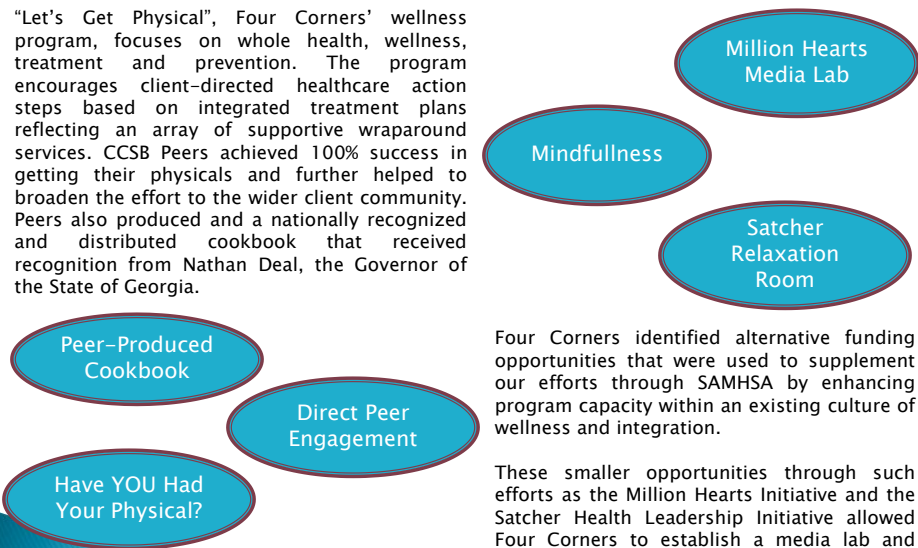 “Let’s Get Physical”, Four Corners’ wellness
program, focuses on whole health, wellness,
treatment and prevention. The program
encourages client-directed healthcare action
steps based on integrated treatment plans
reflecting an array of supportive wraparound
services. CCSB Peers achieved 100% success in
getting their physicals and further helped to
broaden the effort to the wider client community.
Peers also produced and a nationally recognized
and distributed cookbook that received
recognition from Nathan Deal, the Governor of
the State of Georgia.
Peer-Produced
Cookbook
Direct Peer
Engagement
Have YOU Had
Your Physical?
Million Hearts
Media Lab
Mindfullness
Satcher
Relaxation
Room
Four Corners identified alternative funding
opportunities that were used to supplement
our efforts through SAMHSA by enhancing
program capacity within an existing culture of
wellness and integration.
These smaller opportunities through such
efforts as the Million Hearts Initiative and the
Satcher Health Leadership Initiative allowed
Four Corners to establish a media lab and